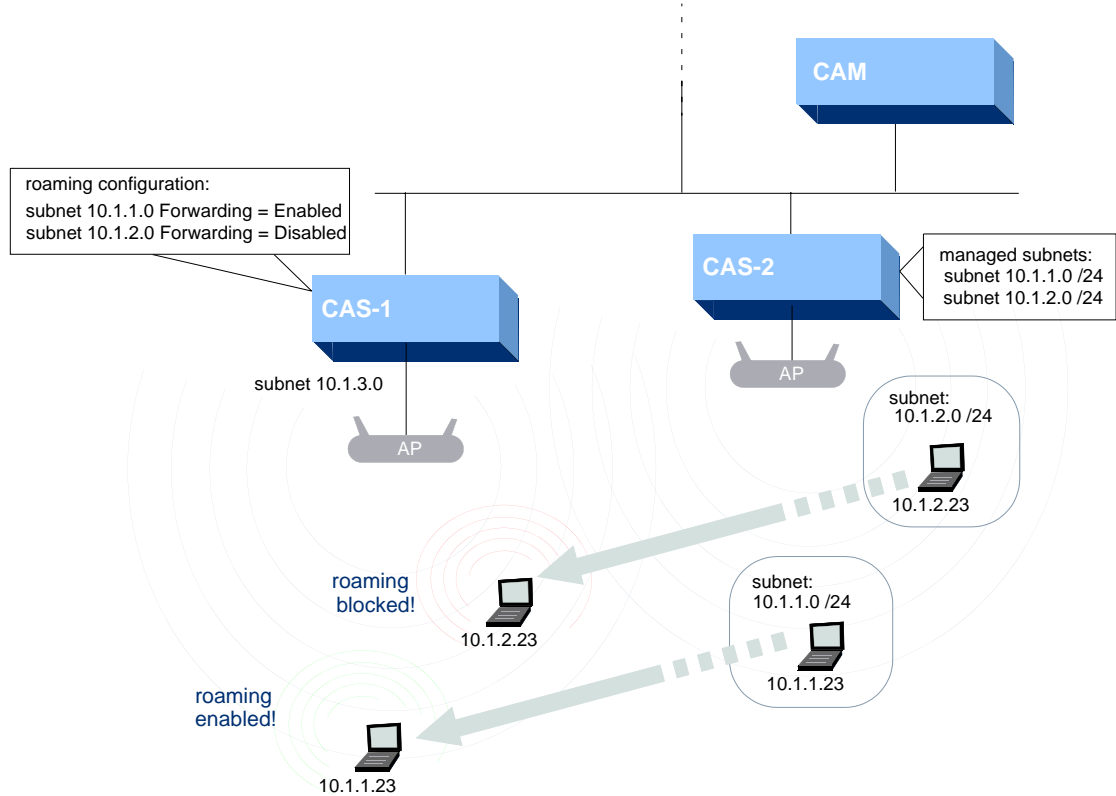 CAM
roaming configuration:
subnet 10.1.1.0 Forwarding = Enabled
subnet 10.1.2.0 Forwarding = Disabled
CAS-2
managed subnets:
subnet 10.1.1.0 /24
subnet 10.1.2.0 /24
CAS-1
AP
subnet 10.1.3.0
subnet:
10.1.2.0 /24
AP
10.1.2.23
roaming
blocked!
subnet:
10.1.1.0 /24
10.1.2.23
10.1.1.23
roaming
enabled!
10.1.1.23